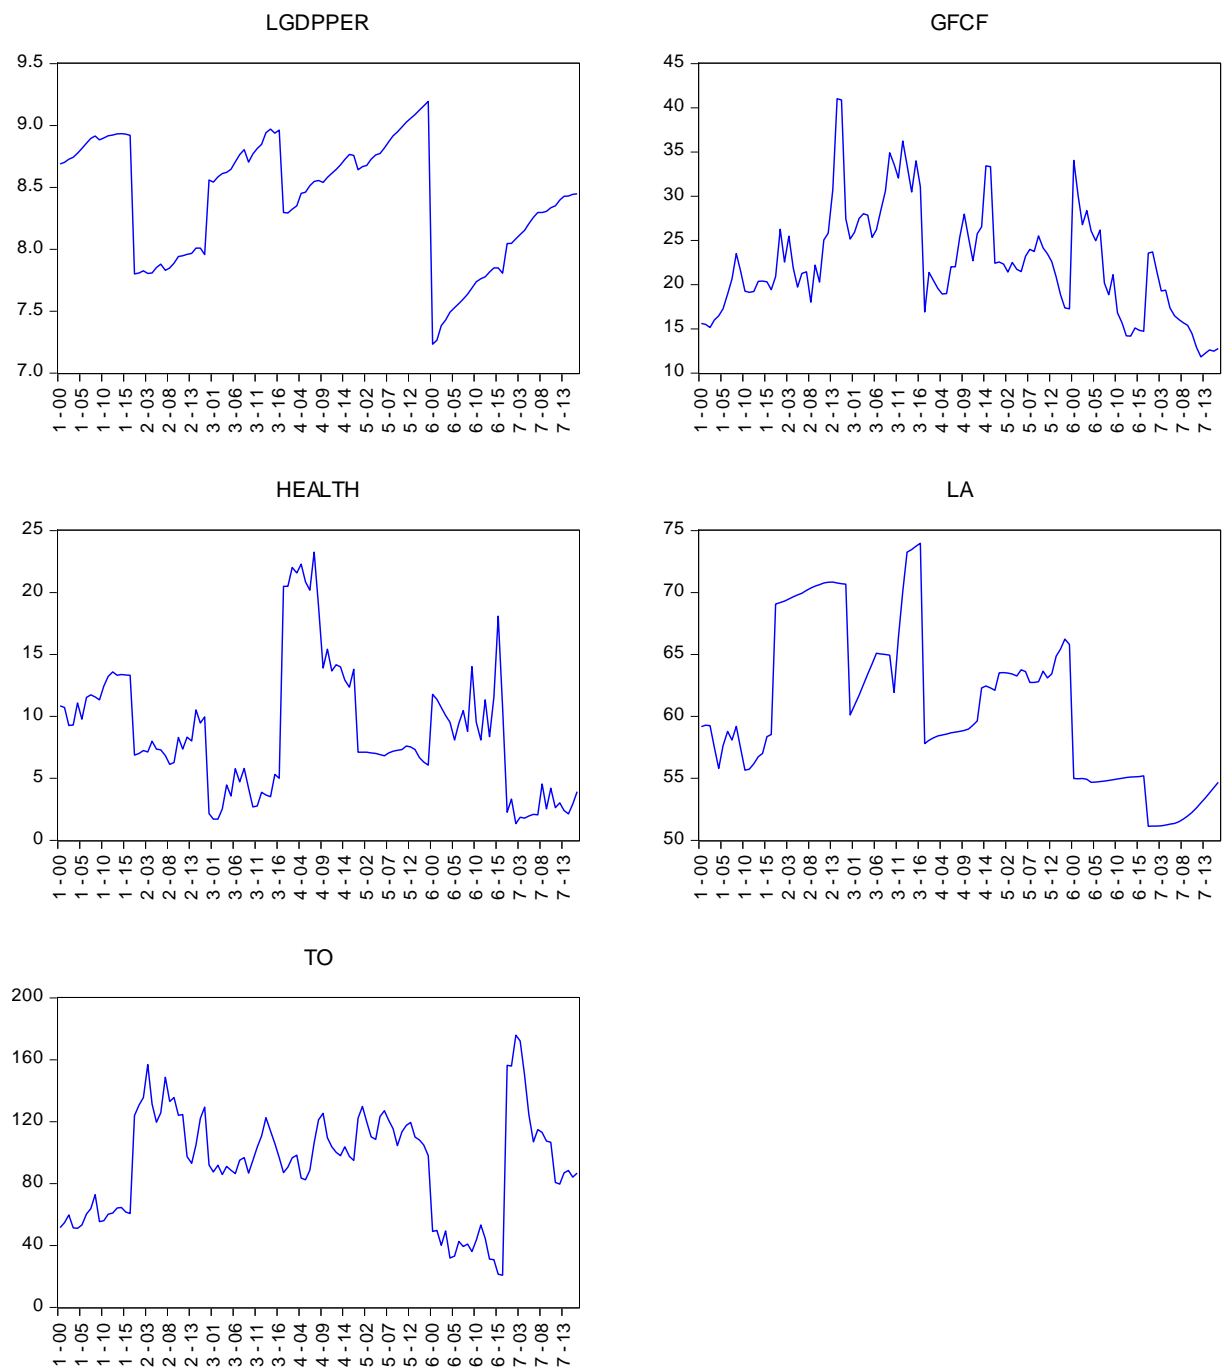 LGDPPER
9.5
9.0
8.5
8.0
7.5
7.0
1 - 00
1 - 05
1 - 10
1 - 15
2 - 03
2 - 08
2 - 13
3 - 01
3 - 06
3 - 11
3 - 16
4 - 04
4 - 09
4 - 14
5 - 02
5 - 07
5 - 12
6 - 00
6 - 05
6 - 10
6 - 15
7 - 03
7 - 08
7 - 13
GFCF
45
40
35
30
25
20
15
10
1 - 00
1 - 05
1 - 10
1 - 15
2 - 03
2 - 08
2 - 13
3 - 01
3 - 06
3 - 11
3 - 16
4 - 04
4 - 09
4 - 14
5 - 02
5 - 07
5 - 12
6 - 00
6 - 05
6 - 10
6 - 15
7 - 03
7 - 08
7 - 13
HEALTH
25
20
15
10
5
0
1 - 00
1 - 05
1 - 10
1 - 15
2 - 03
2 - 08
2 - 13
3 - 01
3 - 06
3 - 11
3 - 16
4 - 04
4 - 09
4 - 14
5 - 02
5 - 07
5 - 12
6 - 00
6 - 05
6 - 10
6 - 15
7 - 03
7 - 08
7 - 13
LA
75
70
65
60
55
50
1 - 00
1 - 05
1 - 10
1 - 15
2 - 03
2 - 08
2 - 13
3 - 01
3 - 06
3 - 11
3 - 16
4 - 04
4 - 09
4 - 14
5 - 02
5 - 07
5 - 12
6 - 00
6 - 05
6 - 10
6 - 15
7 - 03
7 - 08
7 - 13
TO
200
160
120
80
40
0
1 - 00
1 - 05
1 - 10
1 - 15
2 - 03
2 - 08
2 - 13
3 - 01
3 - 06
3 - 11
3 - 16
4 - 04
4 - 09
4 - 14
5 - 02
5 - 07
5 - 12
6 - 00
6 - 05
6 - 10
6 - 15
7 - 03
7 - 08
7 - 13